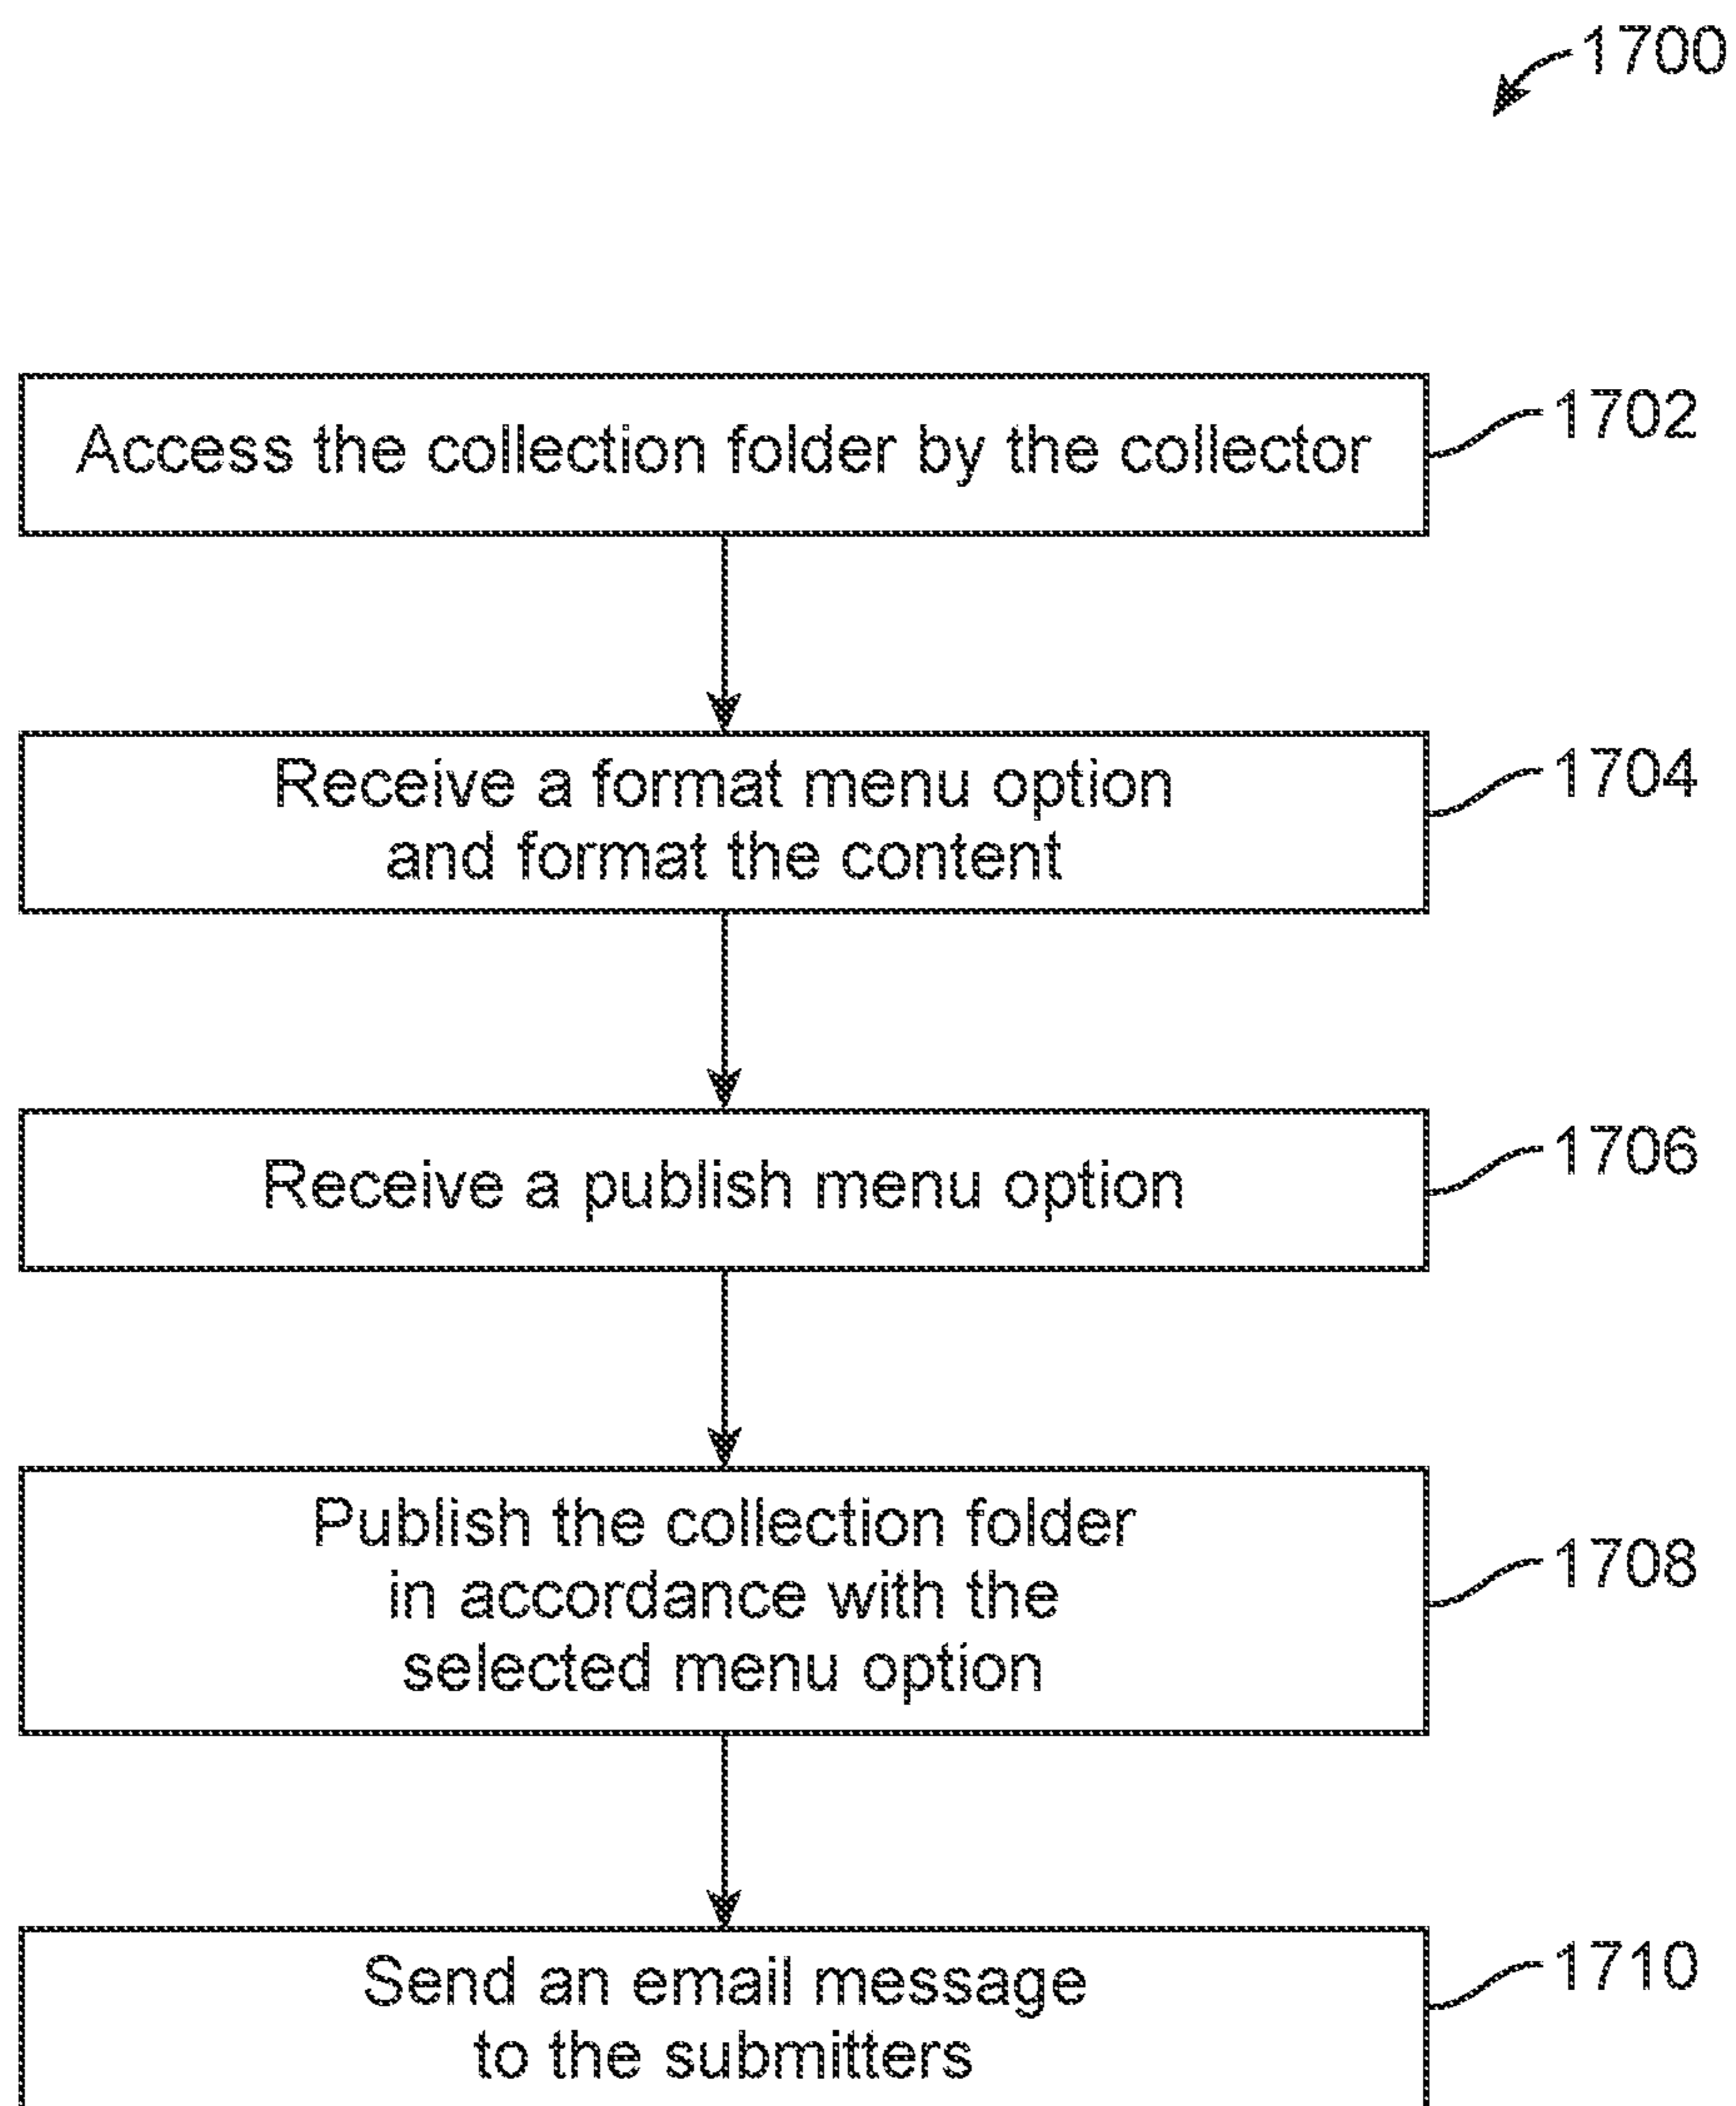 1700
Access the collection folder by the collector
1702
Receive a format menu option
and format the content
1704
Receive a publish menu option
1706
Publish the collection folder
in accordance with the
selected menu option
1708
Send an email message
to the submitters
1710